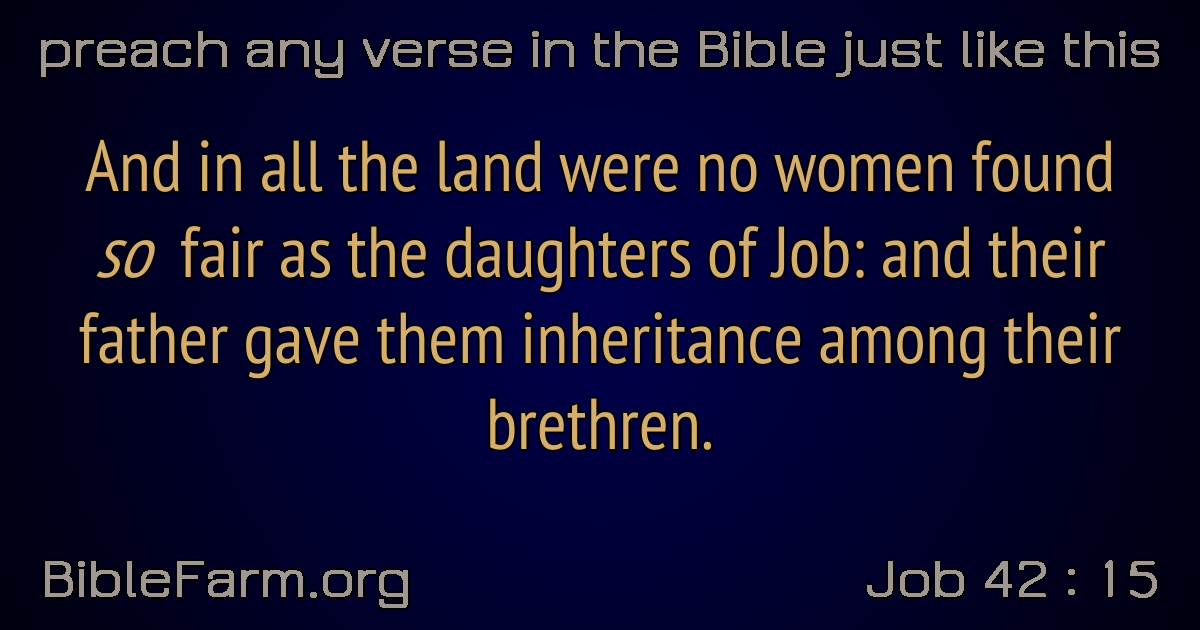 preach any verse in the Bible just like this
And in all the land were no women found
so fair as the daughters of Job: and their
father gave them inheritance among their
brethren.
BibleFarm.org
Job 42 : 15